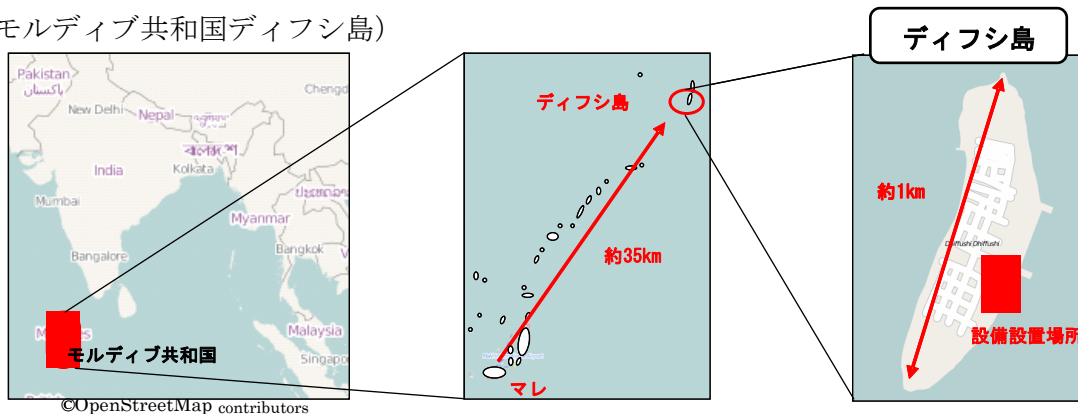 モルディブ共和国ディフシ島)
ディフシ島
Pakistan
پاکستان
New Delhi
Nepal
India
Kolkata
Mumbai
Myanmar
Bangalore
Bangkok
Malaysia
モルディブ共和国
©OpenStreetMap contributors
ディフシ島
約35km
マレ
約1km
Dhiffushi
設備設置場所